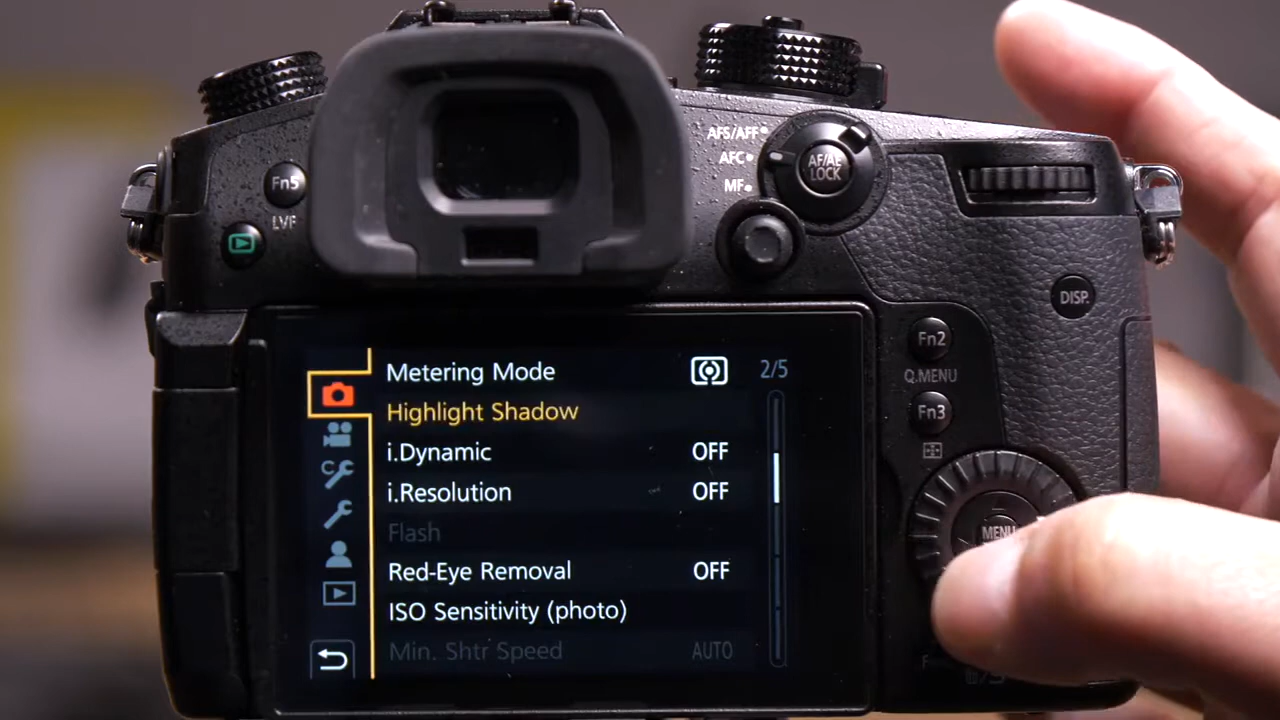 AFS/AFF
AFC
MF
AF/AE
LOCK
Fn5
LVF
DISP.
Fn2
Q.MENU
Fn3
MENU
Metering Mode 2/5
Highlight Shadow
i.Dynamic OFF
i.Resolution OFF
Flash
Red-Eye Removal OFF
ISO Sensitivity (photo)
Min. Shtr Speed AUTO